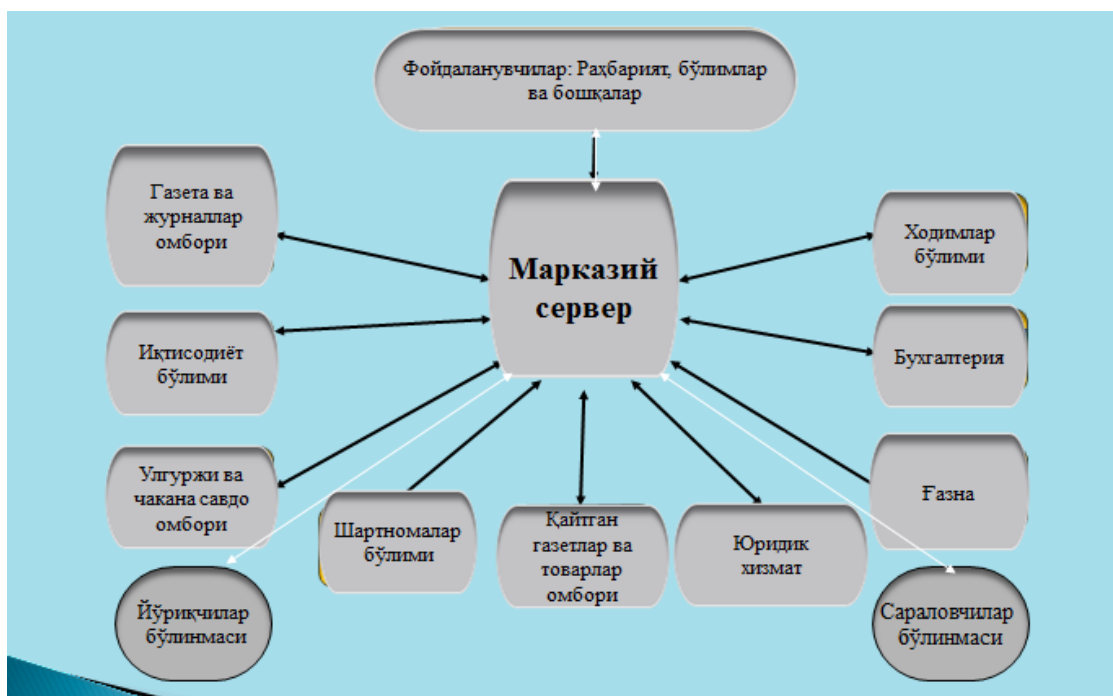 Фойдаланувчилар: Раҳбарият, бўлимлар
ва бошқалар
Газета ва
журналлар
омбори
Марказий
сервер
Ходимлар
бўлими
Иқтисодиёт
бўлими
Бухгалтерия
Улгуржи ва
чакана савдо
омбори
Шартномалар
бўлими
Қайтган
газетлар ва
товарлар
омбори
Юридик
хизмат
Ғазна
Йўриқчилар
бўлинмаси
Сараловчилар
бўлинмаси